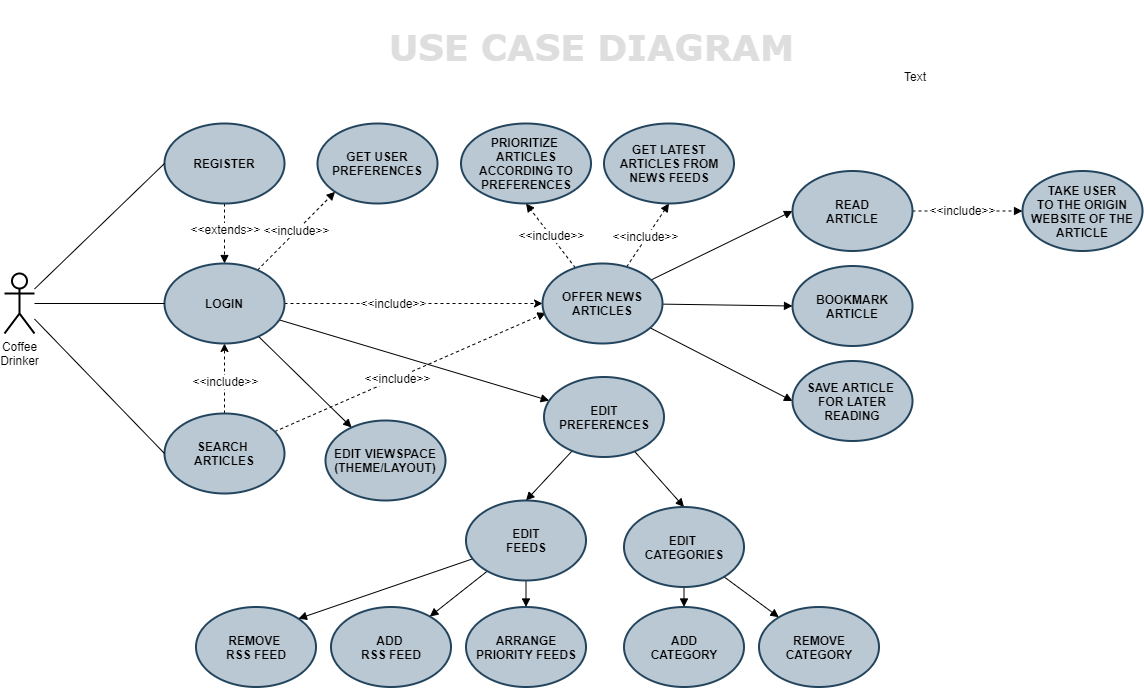 USE CASE DIAGRAM
Text
REGISTER
GET USER
PREFERENCES
PRIORITIZE
ARTICLES
ACCORDING TO
PREFERENCES
GET LATEST
ARTICLES FROM
NEWS FEEDS
READ
ARTICLE
<<include>>
TAKE USER
TO THE ORIGIN
WEBSITE OF THE
ARTICLE
<<extends>>
<<include>>
<<include>>
<<include>>
LOGIN
<<include>>
OFFER NEWS
ARTICLES
BOOKMARK
ARTICLE
Coffee
Drinker
<<include>>
<<include>>
SAVE ARTICLE
FOR LATER
READING
EDIT
PREFERENCES
SEARCH
ARTICLES
EDIT VIEWSPACE
(THEME/LAYOUT)
EDIT
FEEDS
EDIT
CATEGORIES
REMOVE
RSS FEED
ADD
RSS FEED
ARRANGE
PRIORITY FEEDS
ADD
CATEGORY
REMOVE
CATEGORY